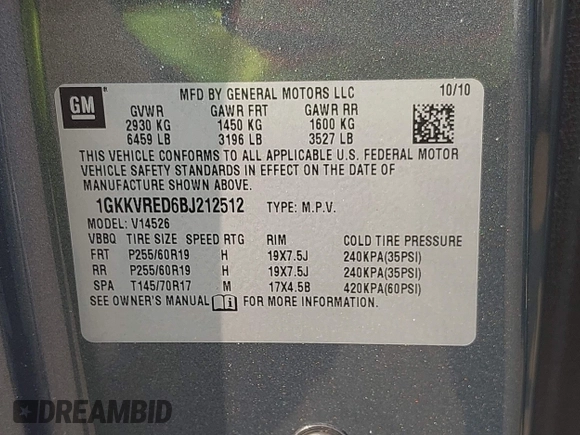 GM
MFD BY GENERAL MOTORS LLC 10/10
GVWR GAWR FRT GAWR RR
2930 KG 1450 KG 1600 KG
6459 LB 3196 LB 3527 LB
THIS VEHICLE CONFORMS TO ALL APPLICABLE U.S. FEDERAL MOTOR
VEHICLE SAFETY STANDARDS IN EFFECT ON THE DATE OF
MANUFACTURE SHOWN ABOVE.
1GKKVRED6BJ212512 TYPE: M.P.V.
MODEL: V14526
VBBQ TIRE SIZE SPEED RTG RIM COLD TIRE PRESSURE
FRT P255/60R19 H 19X7.5J 240KPA(35PSI)
RR P255/60R19 H 19X7.5J 240KPA(35PSI)
SPA T145/70R17 M 17X4.5B 420KPA(60PSI)
SEE OWNER'S MANUAL FOR MORE INFORMATION.
DREAMBID